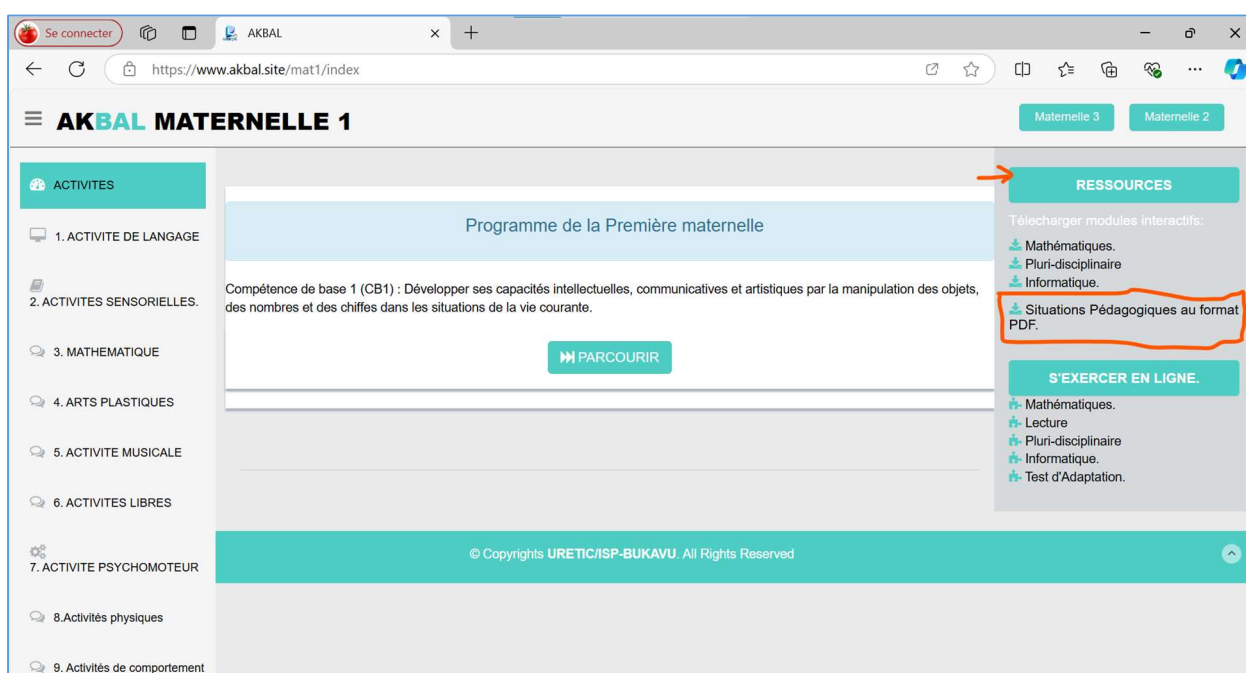 Se connecter
AKBAL
https://www.akbal.site/mat1/index
AKBAL MATERNELLE 1
Maternelle 3
Maternelle 2
ACTIVITES
1. ACTIVITE DE LANGAGE
2. ACTIVITES SENSORIELLES.
3. MATHEMATIQUE
4. ARTS PLASTIQUES
5. ACTIVITE MUSICALE
6. ACTIVITES LIBRES
7. ACTIVITE PSYCHOMOTEUR
8.Activités physiques
9. Activités de comportement
Programme de la Première maternelle
Compétence de base 1 (CB1) : Développer ses capacités intellectuelles, communicatives et artistiques par la manipulation des objets,
des nombres et des chiffes dans les situations de la vie courante.
PARCOURIR
RESSOURCES
Télecharger modules interactifs:
Mathématiques.
Pluri-disciplinaire
Informatique.
Situations Pédagogiques au format
PDF.
S'EXERCER EN LIGNE.
Mathématiques.
Lecture
Pluri-disciplinaire
Informatique.
Test d'Adaptation.
© Copyrights URETIC/ISP-BUKAVU. All Rights Reserved